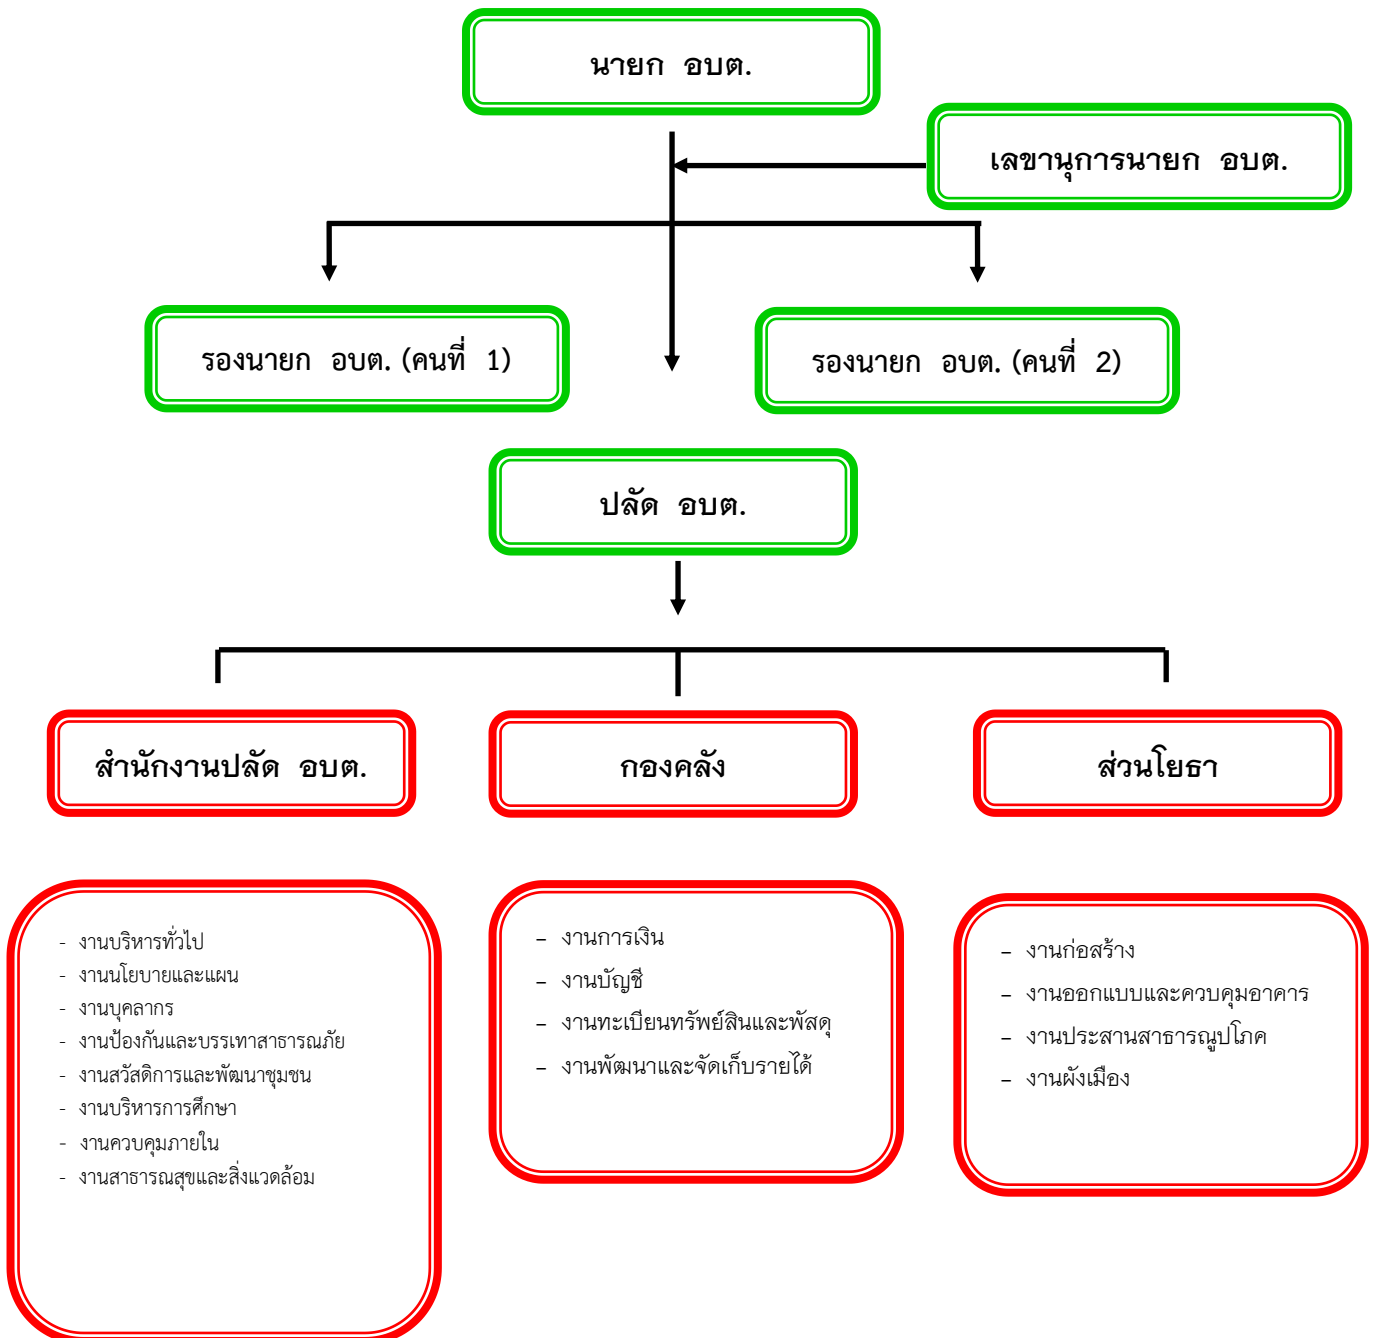 นายก อบต.
เลขานุการนายก อบต.
รองนายก อบต. (คนที่ 1)
รองนายก อบต. (คนที่ 2)
ปลัด อบต.
สำนักงานปลัด อบต.
กองคลัง
ส่วนโยธา
- งานบริหารทั่วไป
- งานนโยบายและแผน
- งานบุคลากร
- งานป้องกันและบรรเทาสาธารณภัย
- งานสวัสดิการและพัฒนาชุมชน
- งานบริหารการศึกษา
- งานควบคุมภายใน
- งานสาธารณสุขและสิ่งแวดล้อม
- งานการเงิน
- งานบัญชี
- งานทะเบียนทรัพย์สินและพัสดุ
- งานพัฒนาและจัดเก็บรายได้
- งานก่อสร้าง
- งานออกแบบและควบคุมอาคาร
- งานประสานสาธารณูปโภค
- งานผังเมือง